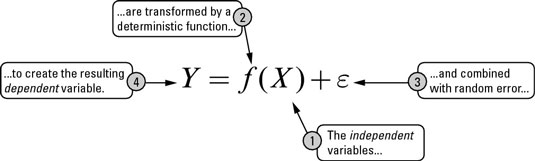 2
...are transformed by a
deterministic function...
...to create the resulting
dependent variable.
4
Y = f(X) + ε
3
...and combined
with random error...
1
The independent
variables...